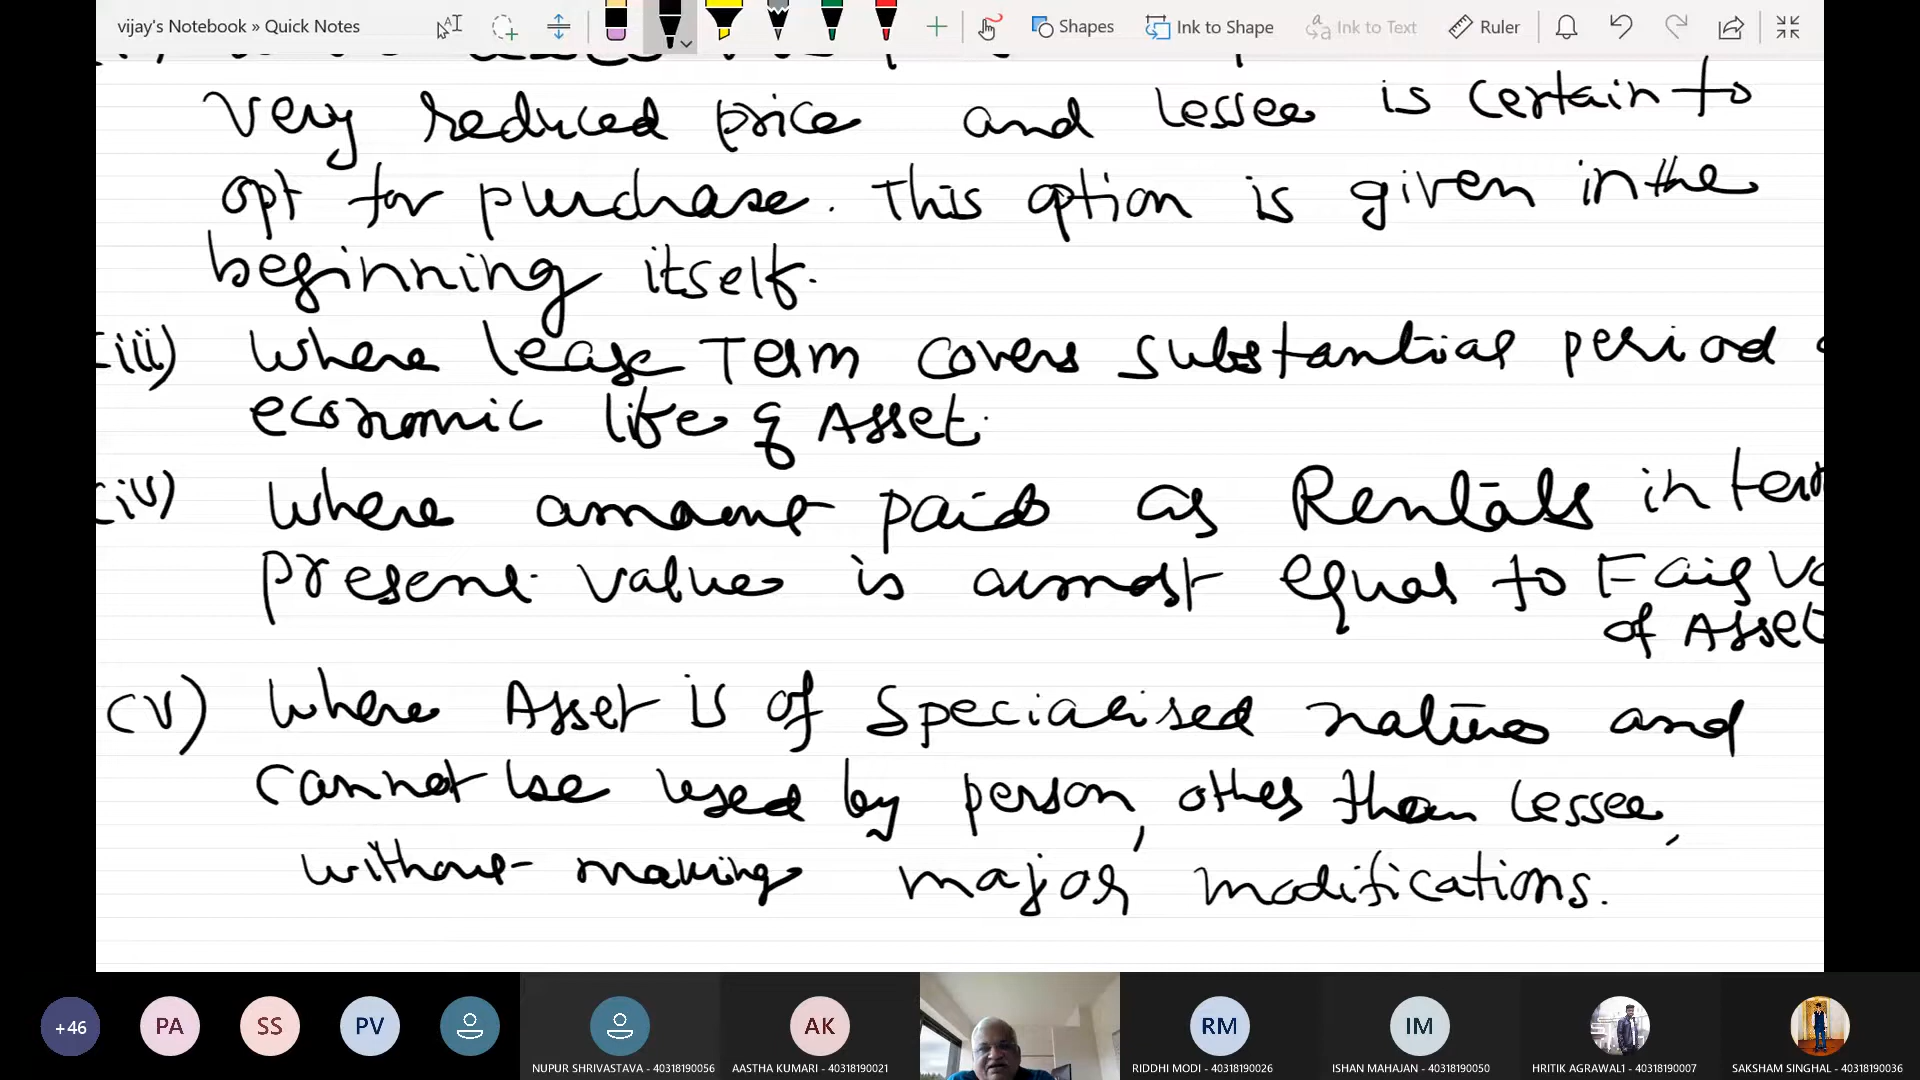 vijay's Notebook » Quick Notes
Shapes
Ink to Shape
Ink to Text
Ruler
very reduced price and lessee is certain to
opt for purchase. This option is given in the
beginning itself.
(iii) Where lease Term covers substantial period
economic life of Asset.
(iv) Where amount paid as Rentals in
present value is almost equal to Fair
of Asset
(v) Where Asset is of specialised nature and
cannot be used by person, other than lessee,
without making major modifications.
+46
PA
SS
PV
NUPUR SHRIVASTAVA - 40318190056
AK
AASTHA KUMARI - 40318190021
RM
RIDDHI MODI - 40318190026
IM
ISHAN MAHAJAN - 40318190050
HRITIK AGRAWAL1 - 40318190007
SAKSHAM SINGHAL - 40318190036